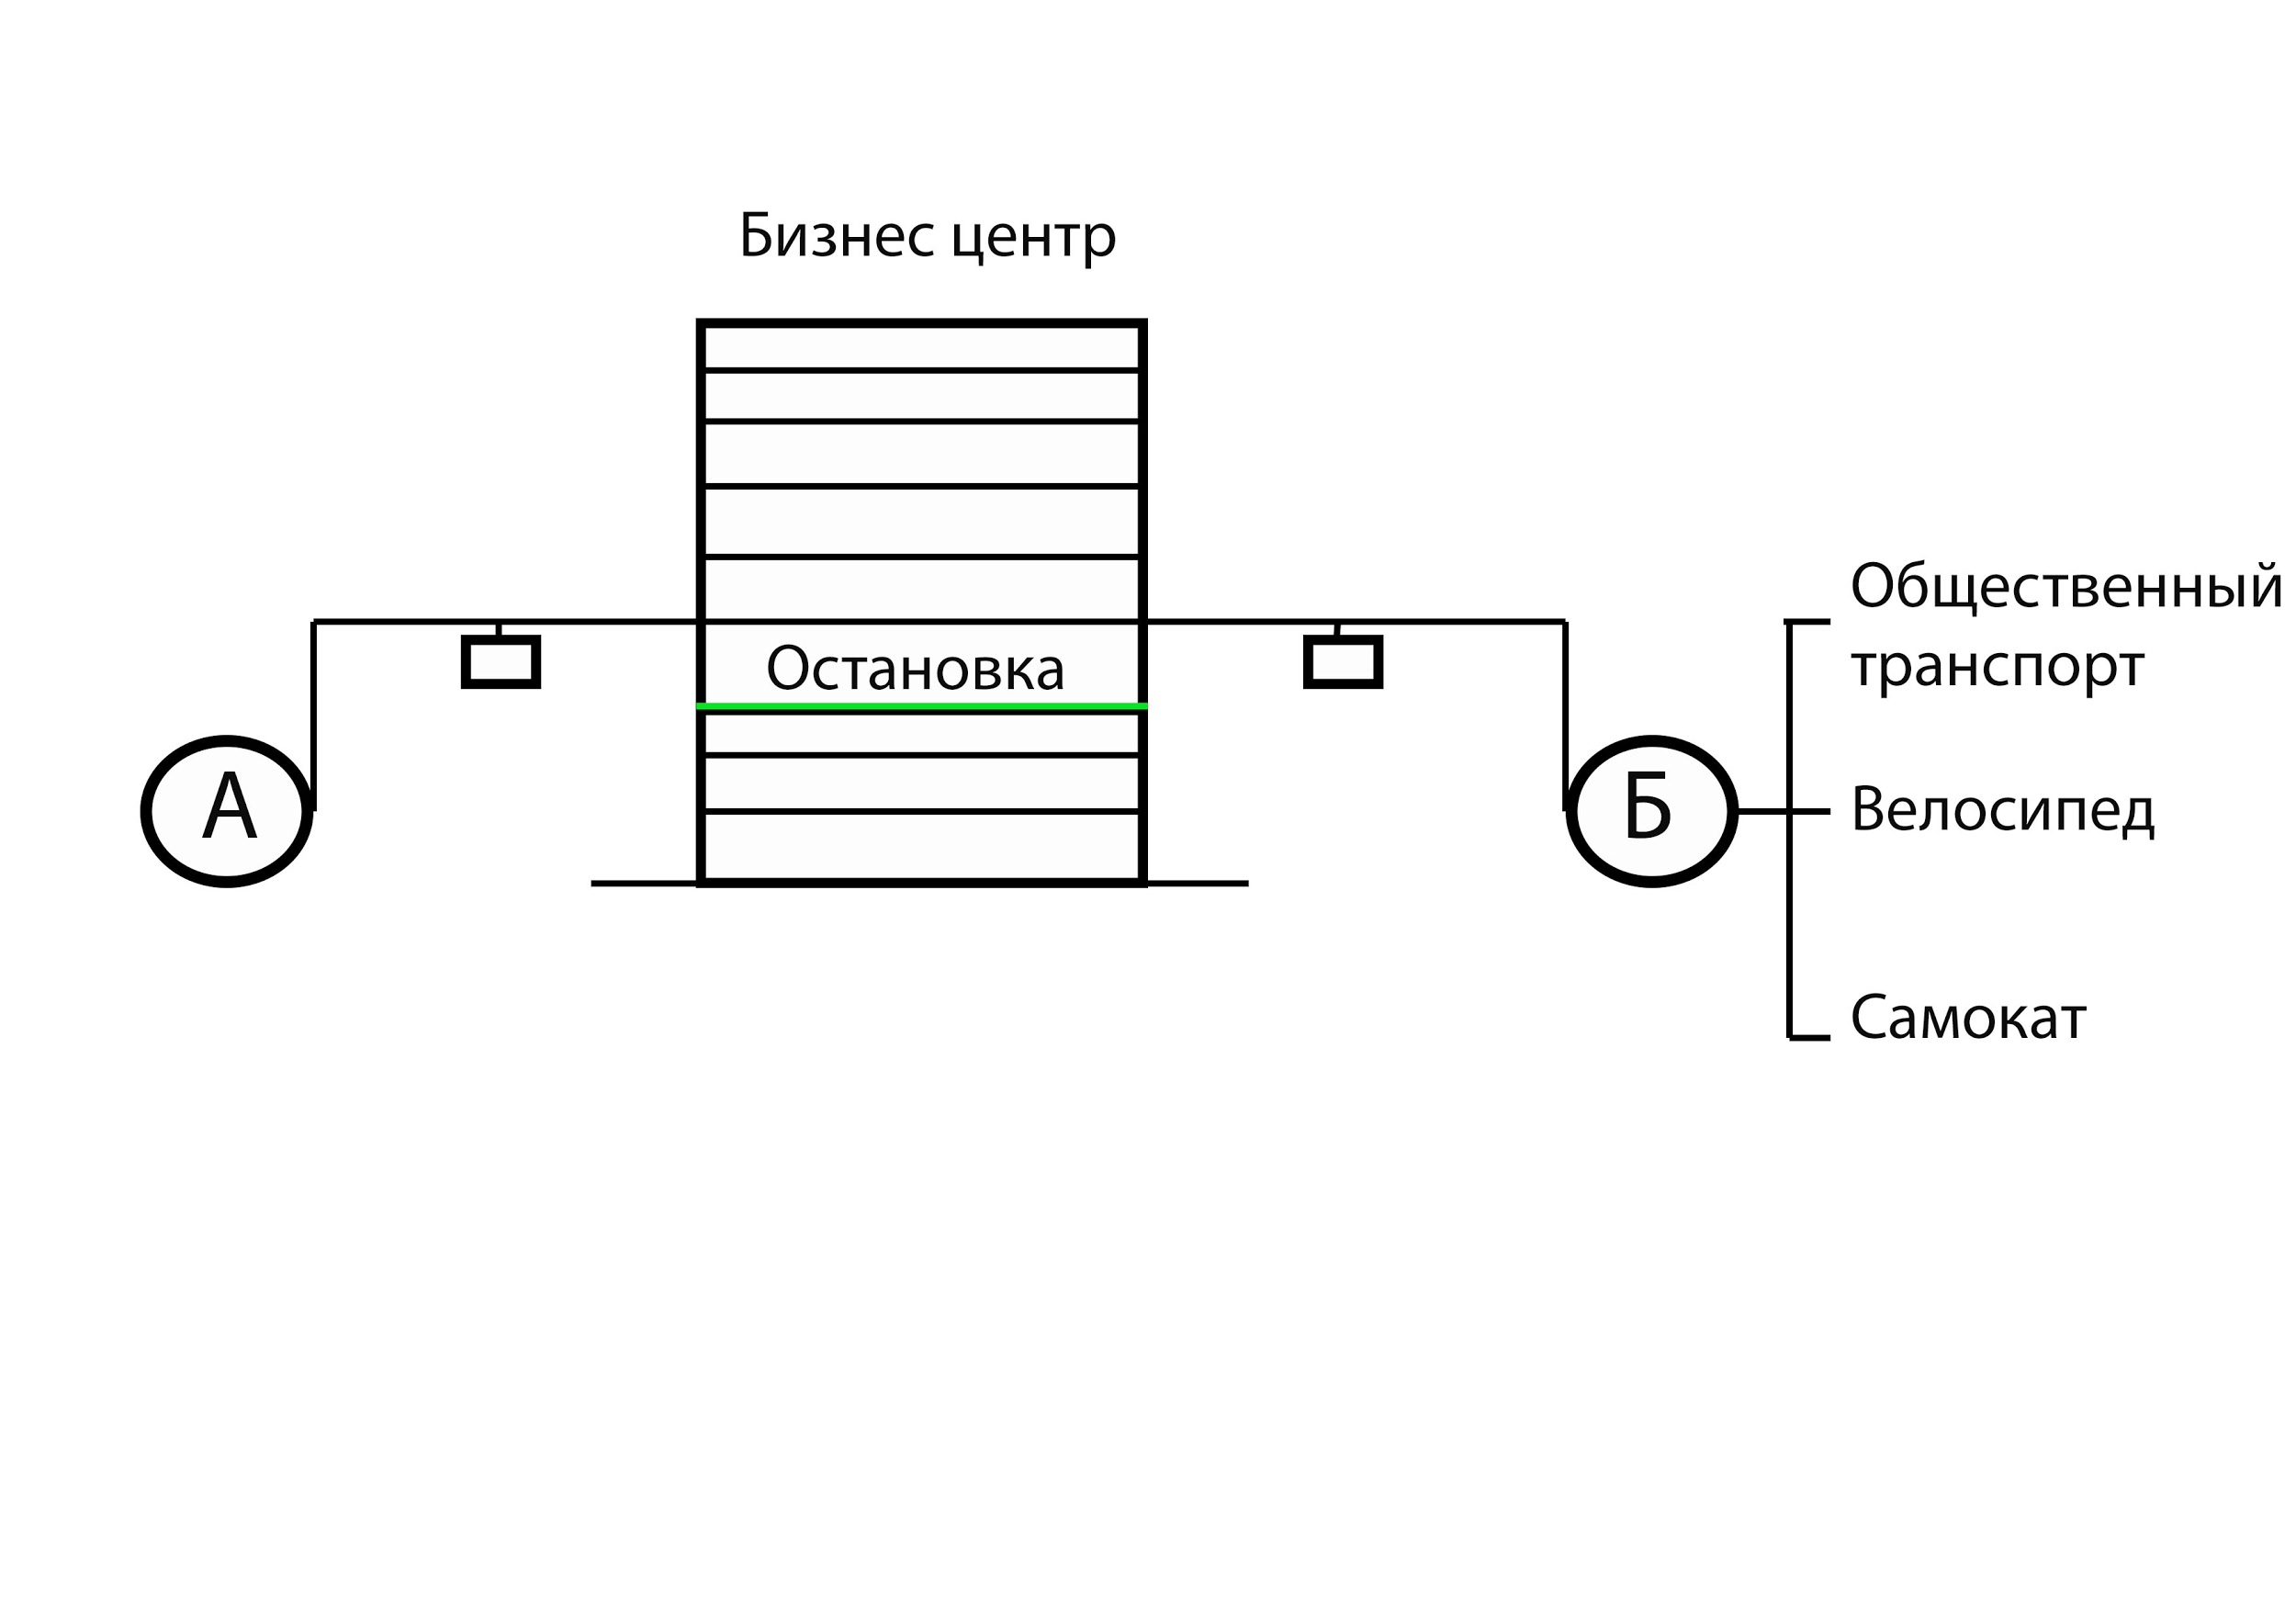 Бизнес центр
Общественный
транспорт
Остановка
А
Б
Велосипед
Самокат